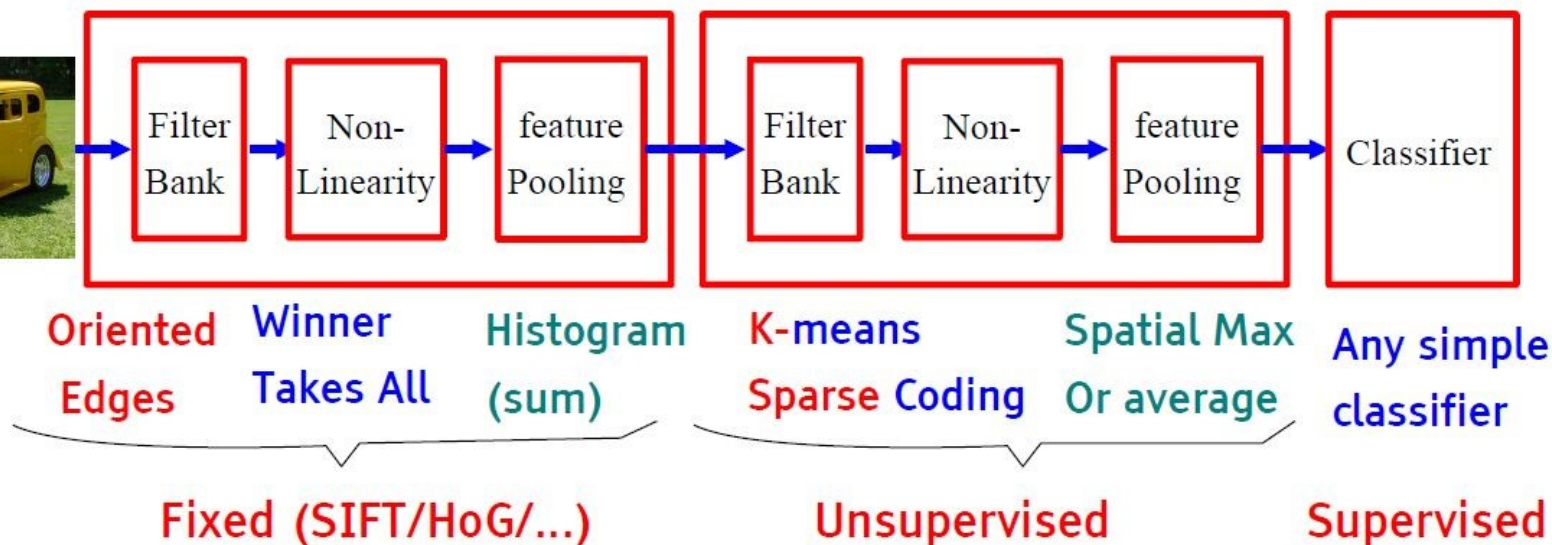 Filter
Bank
Non-
Linearity
feature
Pooling
Filter
Bank
Non-
Linearity
feature
Pooling
Classifier
Oriented
Edges
Winner
Takes All
Histogram
(sum)
K-means
Sparse Coding
Spatial Max
Or average
Any simple
classifier
Fixed (SIFT/HoG/...)
Unsupervised
Supervised